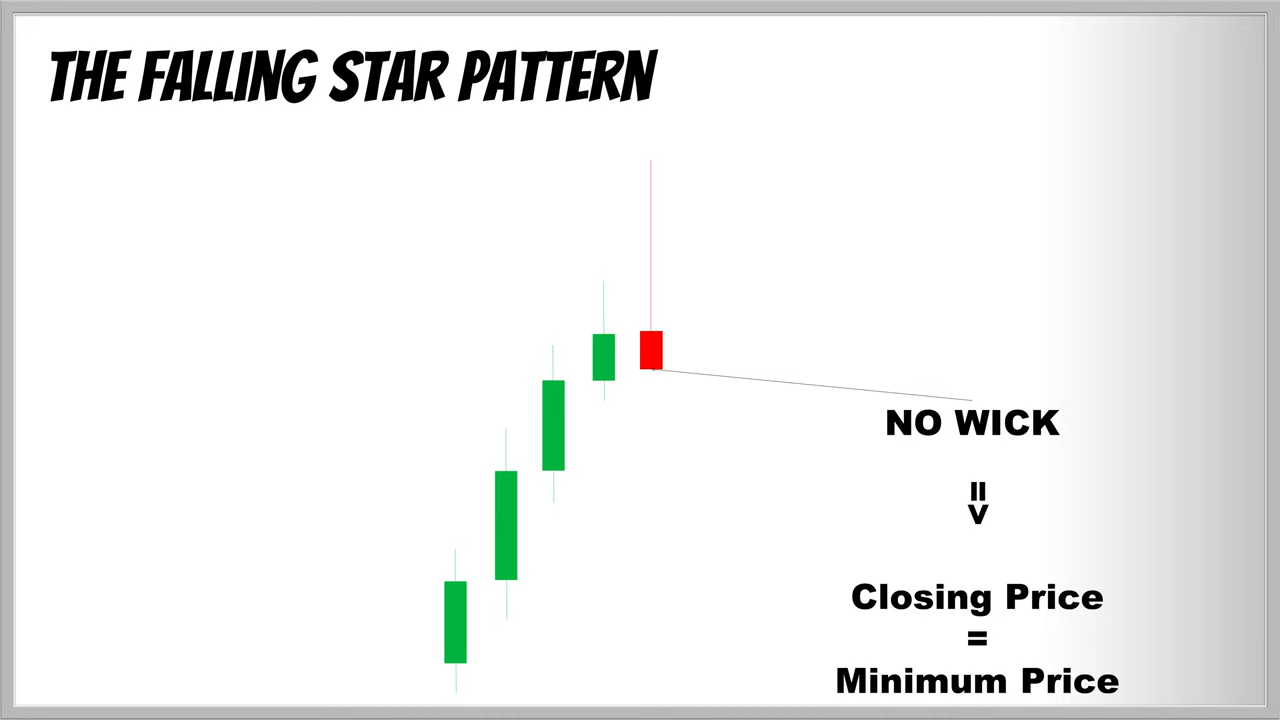 THE FALLING STAR PATTERN
NO WICK
=>
Closing Price
=
Minimum Price